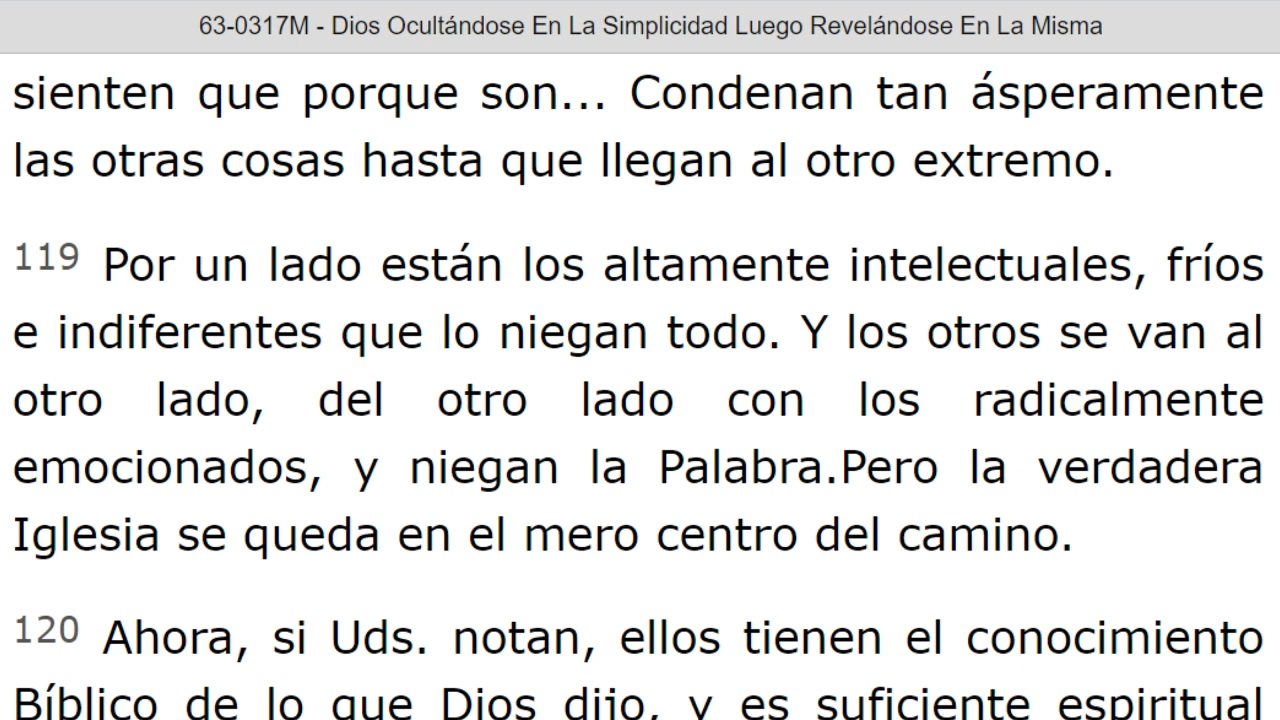 63-0317M - Dios Ocultándose En La Simplicidad Luego Revelándose En La Misma
sienten que porque son... Condenan tan ásperamente
las otras cosas hasta que llegan al otro extremo.
119 Por un lado están los altamente intelectuales, fríos
e indiferentes que lo niegan todo. Y los otros se van al
otro lado, del otro lado con los radicalmente
emocionados, y niegan la Palabra.Pero la verdadera
Iglesia se queda en el mero centro del camino.
120 Ahora, si Uds. notan, ellos tienen el conocimiento
Bíblico de lo que Dios dijo, y es suficiente espiritual